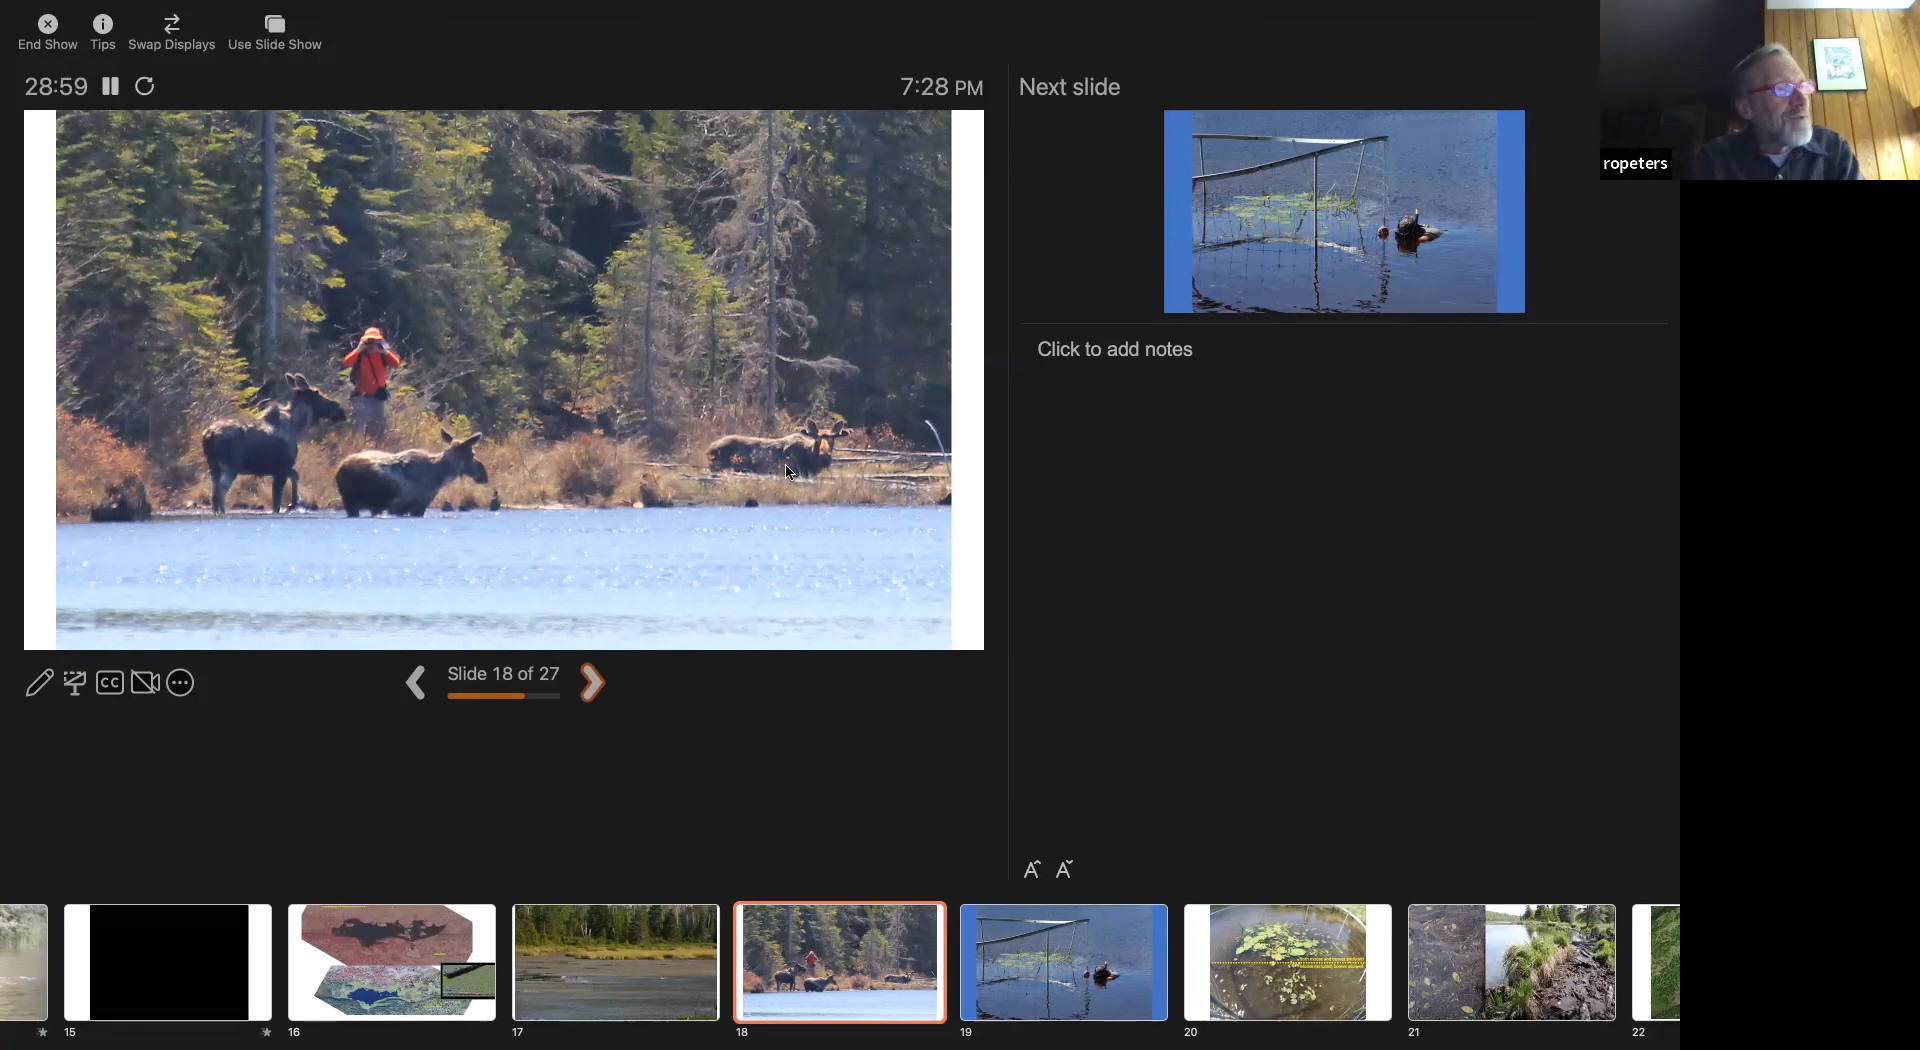 End Show
Tips
Swap Displays
Use Slide Show
28:59
7:28 PM
Next slide
ropeters
Click to add notes
CC
Slide 18 of 27
15
16
17
18
19
20
21
22